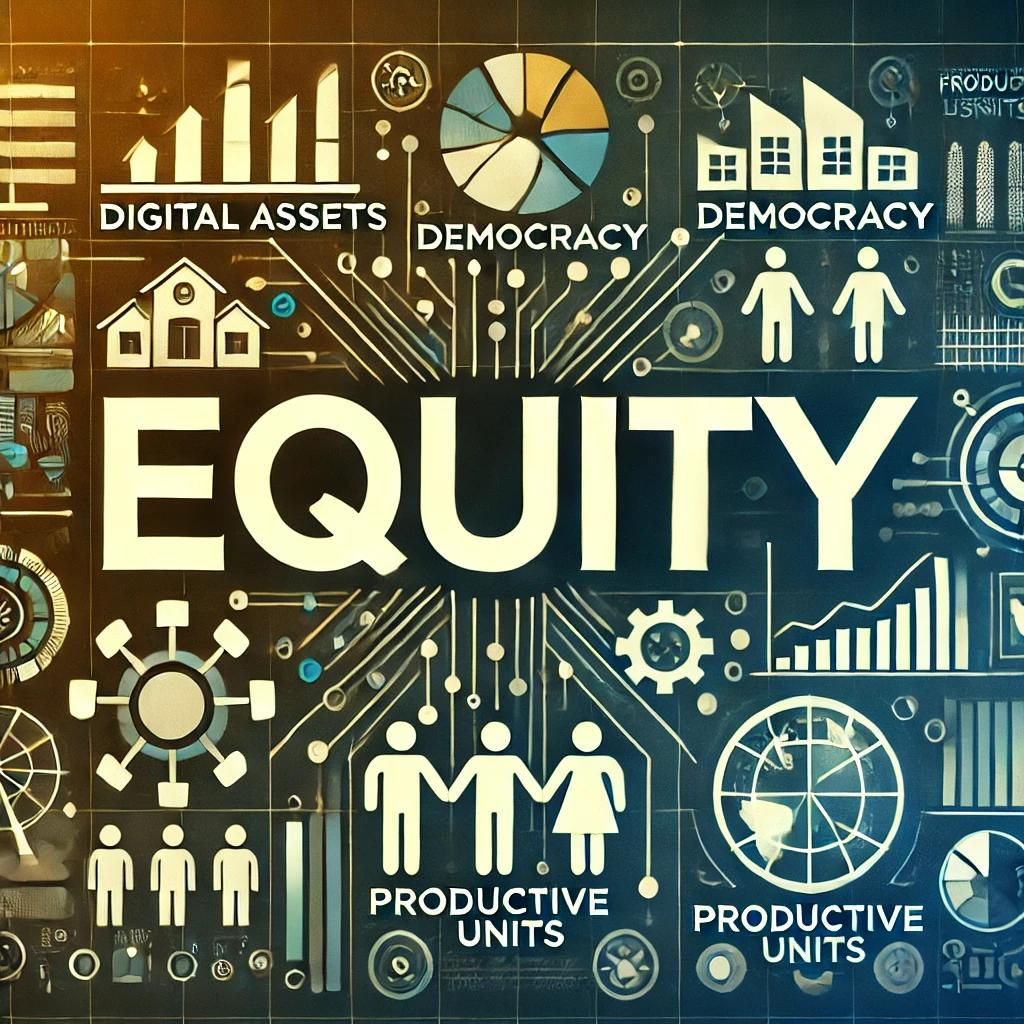 DIGITAL ASSETS
DEMOCRACY
DEMOCRACY
EQUITY
PRODUCTIVE
UNITS
PRODUCTIVE
UNITS